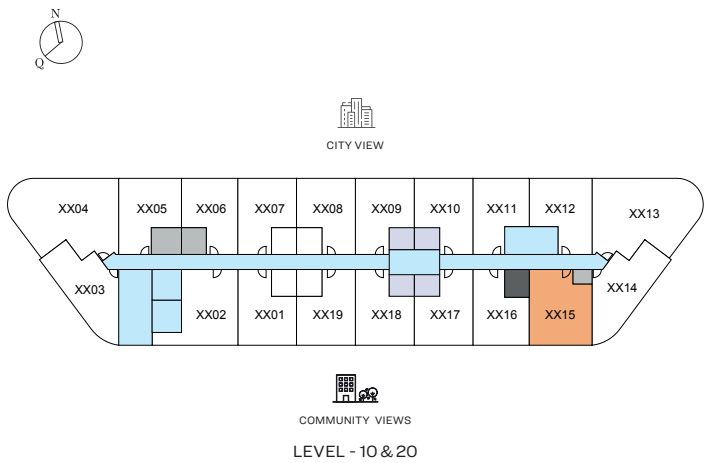 N
Q
CITY VIEW
XX04 XX05 XX06 XX07 XX08 XX09 XX10 XX11 XX12 XX13
XX03 XX14
XX02 XX01 XX19 XX18 XX17 XX16 XX15
COMMUNITY VIEWS
LEVEL - 10 & 20